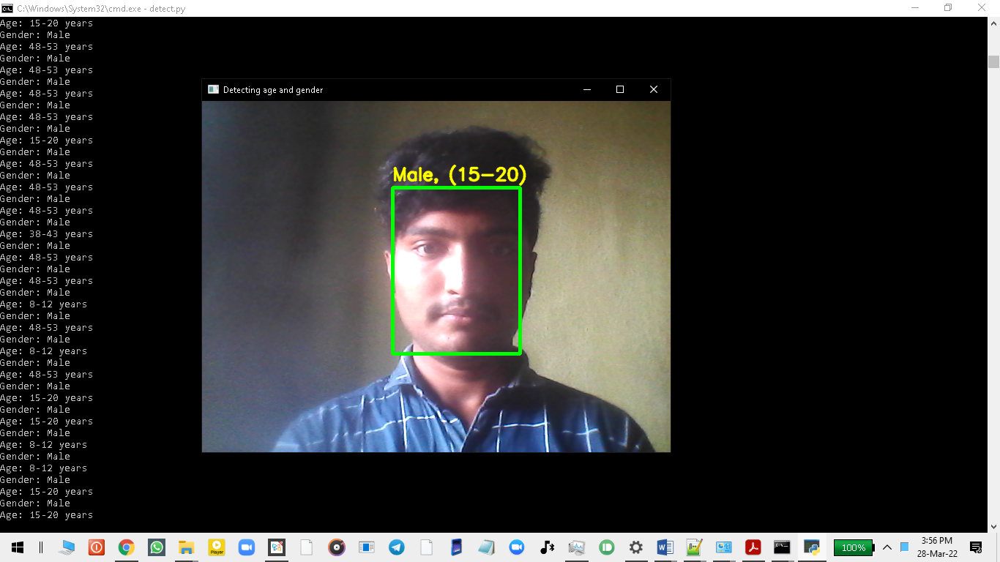 C:\Windows\System32\cmd.exe - detect.py
Age: 15-20 years
Gender: Male
Age: 48-53 years
Gender: Male
Age: 48-53 years
Gender: Male
Age: 48-53 years
Gender: Male
Age: 48-53 years
Gender: Male
Age: 15-20 years
Gender: Male
Age: 48-53 years
Gender: Male
Age: 48-53 years
Gender: Male
Age: 48-53 years
Gender: Male
Age: 38-43 years
Gender: Male
Age: 48-53 years
Gender: Male
Age: 48-53 years
Gender: Male
Age: 8-12 years
Gender: Male
Age: 48-53 years
Gender: Male
Age: 8-12 years
Gender: Male
Age: 48-53 years
Gender: Male
Age: 15-20 years
Gender: Male
Age: 15-20 years
Gender: Male
Age: 8-12 years
Gender: Male
Age: 8-12 years
Gender: Male
Age: 15-20 years
Gender: Male
Age: 15-20 years
Detecting age and gender
Male, (15-20)
Player
100%
3:56 PM
28-Mar-22